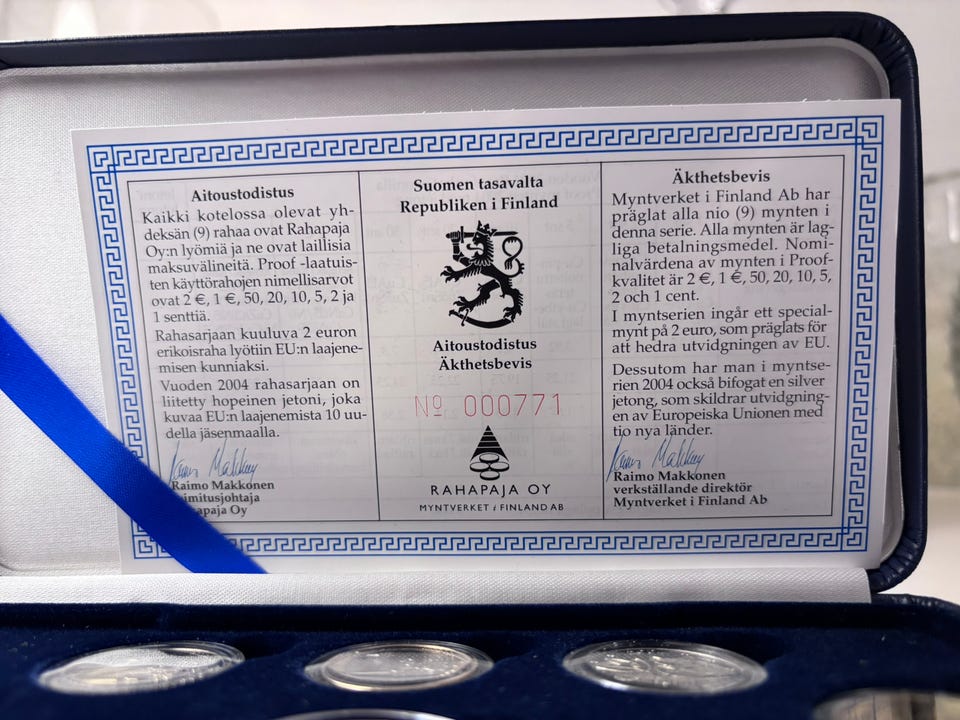 Aitoustodistus
Kaikki kotelossa olevat yh-
deksän (9) rahaa ovat Rahapaja
Oy:n lyömiä ja ne ovat laillisia
maksuvälineitä. Proof -laatuis-
ten käyttörahojen nimellisarvot
ovat 2 €, 1 €, 50, 20, 10, 5, 2 ja
1 senttiä.
Rahasarjaan kuuluva 2 euron
erikoisraha lyötiin EU:n laajene-
misen kunniaksi.
Vuoden 2004 rahasarjaan on
liitetty hopeinen jetoni, joka
kuvaa EU:n laajenemista 10 uu-
della jäsenmaalla.
Raimo Makkonen
imitusjohtaja
apaja Oy
Suomen tasavalta
Republiken i Finland
Aitoustodistus
Äkthetsbevis
Nº 000771
RAHAPAJA OY
MYNTVERKET i FINLAND AB
Äkthetsbevis
Myntverket i Finland Ab har
präglat alla nio (9) mynten i
denna serie. Alla mynten är lag-
liga betalningsmedel. Nomi-
nalvärdena av mynten i Proof-
kvalitet är 2 €, 1 €, 50, 20, 10, 5,
2 och 1 cent.
I myntserien ingår ett special-
mynt på 2 euro, som präglats för
att hedra utvidgningen av EU.
Dessutom har man i myntse-
rien 2004 också bifogat en silver
jetong, som skildrar utvidgning-
en av Europeiska Unionen med
tio nya länder.
Raimo Makkonen
verkställande direktör
Myntverket i Finland Ab